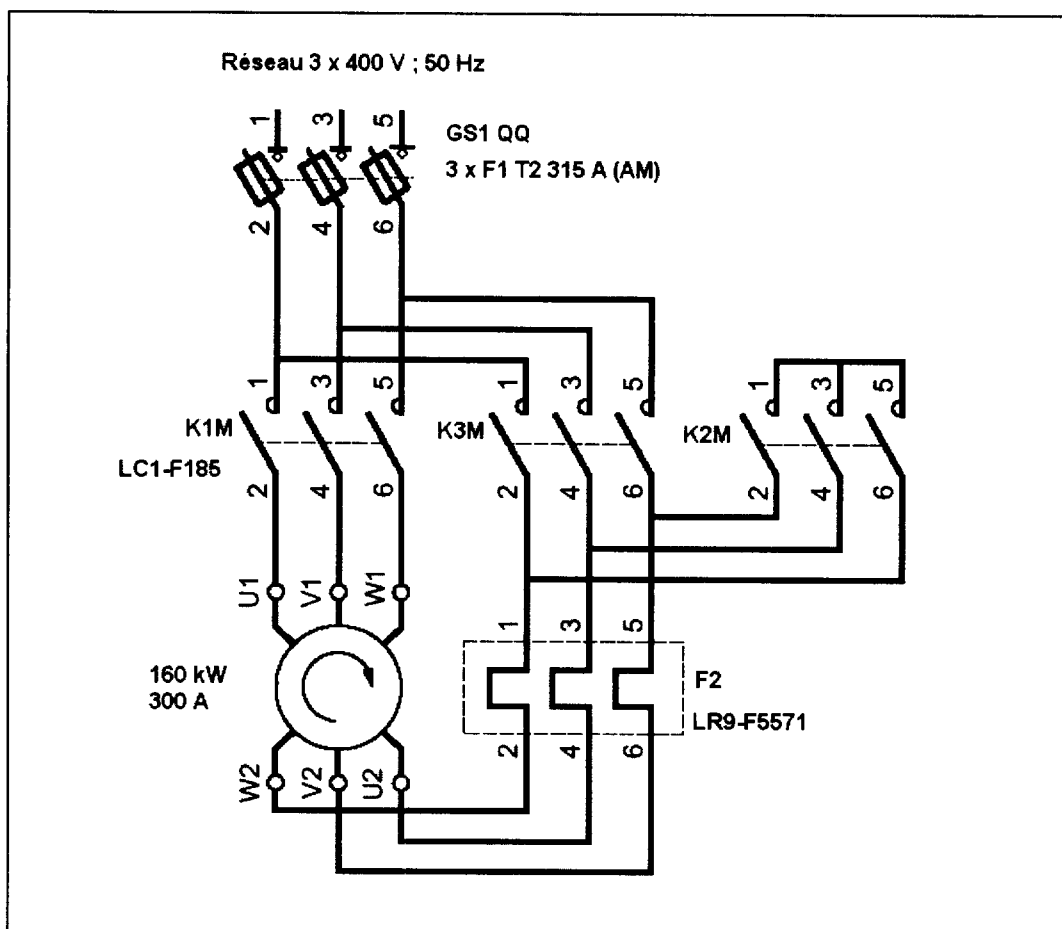 Réseau 3 x 400 V ; 50 Hz
1 3 5
GS1 QQ
3 x F1 T2 315 A (AM)
2 4 6
1 3 5
1 3 5
1 3 5
K1M
K3M
K2M
LC1-F185
2 4 6
2 4 6
2 4 6
U1 V1 W1
1 3 5
160 kW
300 A
F2
LR9-F5571
2 4 6
W2 V2 U2